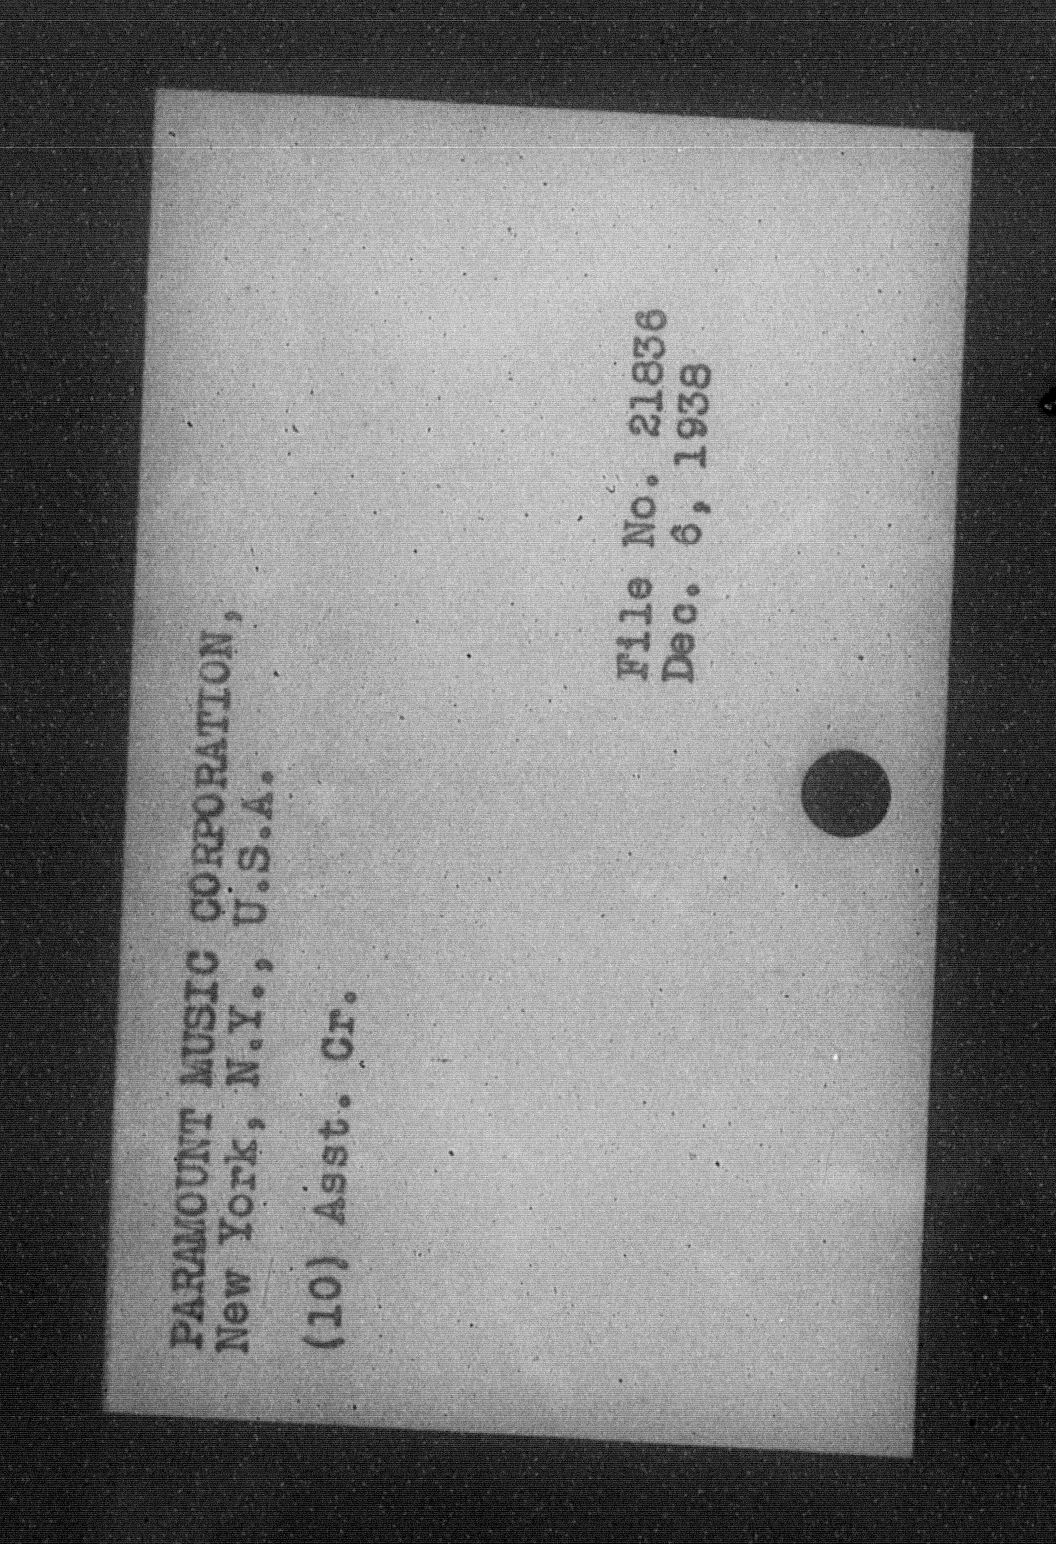 PARAMOUNT MUSIC CORPORATION,
New York, N.Y., U.S.A.
(10) Asst. Cr.
File No. 21836
Dec. 6, 1938